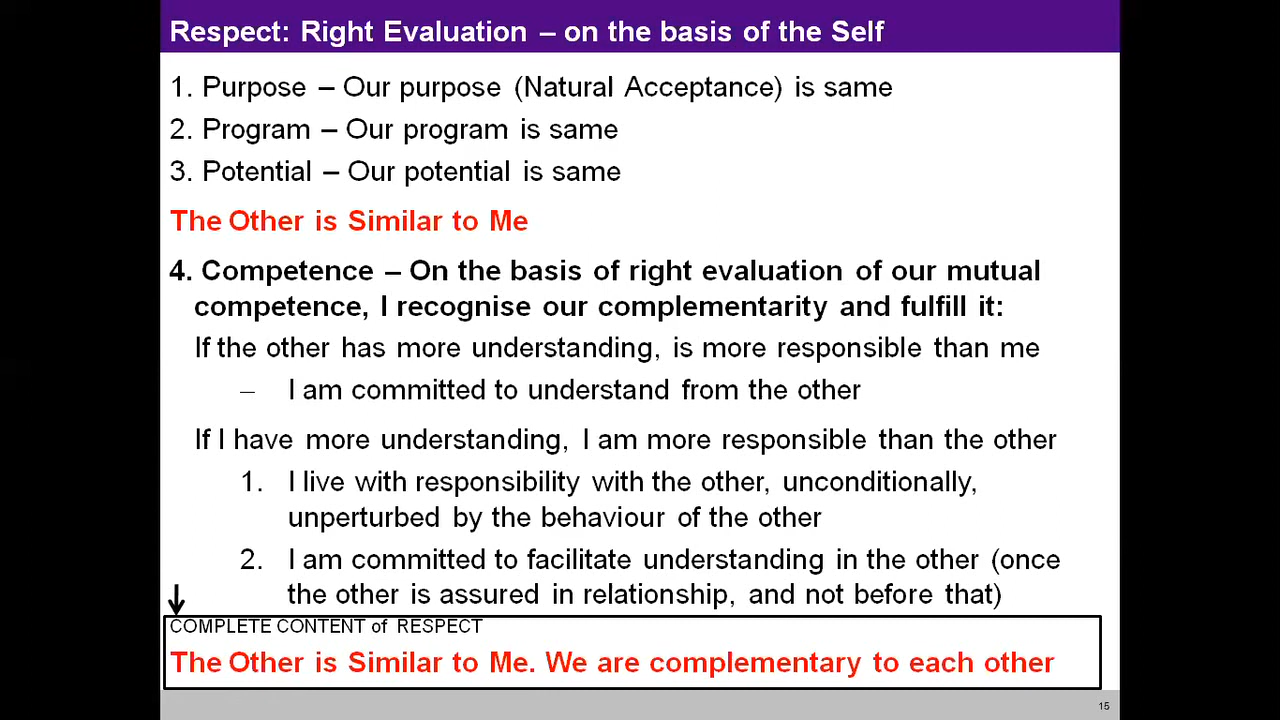 Respect: Right Evaluation – on the basis of the Self
1. Purpose – Our purpose (Natural Acceptance) is same
2. Program – Our program is same
3. Potential – Our potential is same
The Other is Similar to Me
4. Competence – On the basis of right evaluation of our mutual
competence, I recognise our complementarity and fulfill it:
If the other has more understanding, is more responsible than me
– I am committed to understand from the other
If I have more understanding, I am more responsible than the other
1. I live with responsibility with the other, unconditionally,
unperturbed by the behaviour of the other
2. I am committed to facilitate understanding in the other (once
the other is assured in relationship, and not before that)
COMPLETE CONTENT of RESPECT
The Other is Similar to Me. We are complementary to each other
15